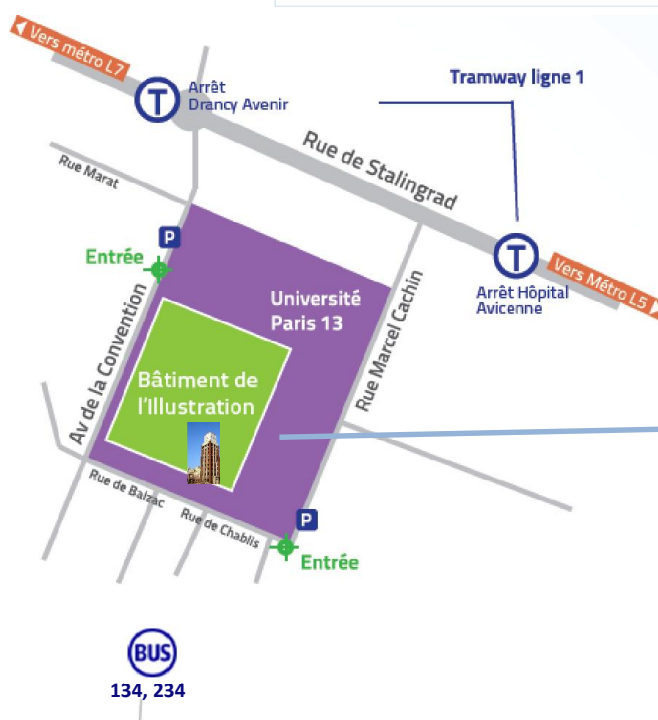 Vers métro L7
T
Arrêt
Drancy Avenir
Tramway ligne 1
Rue de Stalingrad
Rue Marat
P
Entrée
T
Vers Métro L5
Arrêt Hôpital
Avicenne
Université
Paris 13
Av de la Convention
Rue Marcel Cachin
Bâtiment de
l'Illustration
Rue de Balzac
Rue de Chablis
P
Entrée
BUS
134, 234